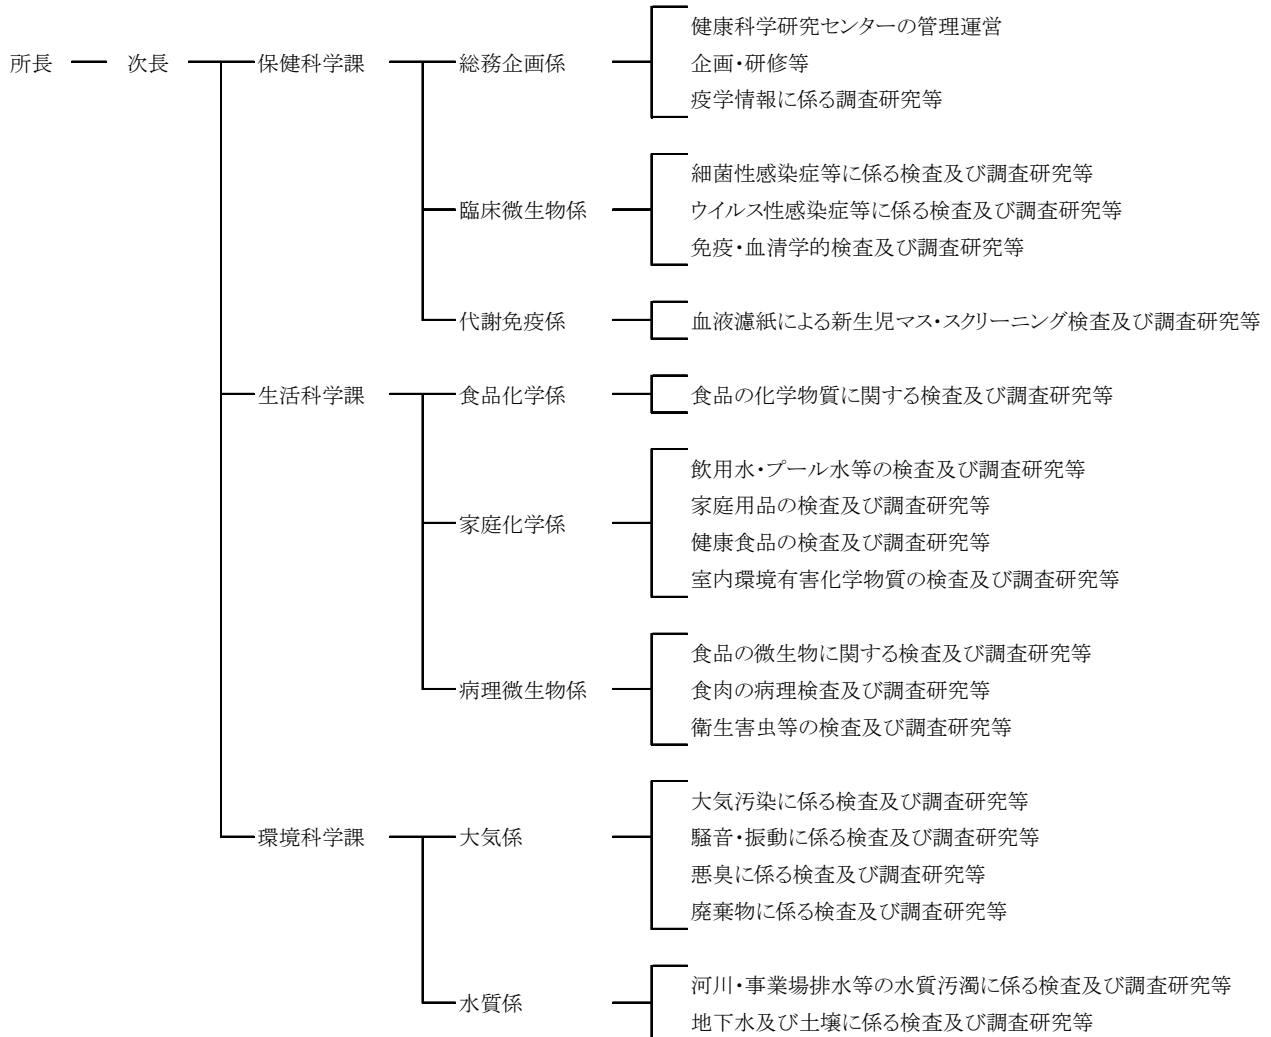 所長
次長
保健科学課
総務企画係
健康科学研究センターの管理運営
企画・研修等
疫学情報に係る調査研究等
臨床微生物係
細菌性感染症等に係る検査及び調査研究等
ウイルス性感染症等に係る検査及び調査研究等
免疫・血清学的検査及び調査研究等
代謝免疫係
血液濾紙による新生児マス・スクリーニング検査及び調査研究等
生活科学課
食品化学係
食品の化学物質に関する検査及び調査研究等
家庭化学係
飲用水・プール水等の検査及び調査研究等
家庭用品の検査及び調査研究等
健康食品の検査及び調査研究等
室内環境有害化学物質の検査及び調査研究等
病理微生物係
食品の微生物に関する検査及び調査研究等
食肉の病理検査及び調査研究等
衛生害虫等の検査及び調査研究等
環境科学課
大気係
大気汚染に係る検査及び調査研究等
騒音・振動に係る検査及び調査研究等
悪臭に係る検査及び調査研究等
廃棄物に係る検査及び調査研究等
水質係
河川・事業場排水等の水質汚濁に係る検査及び調査研究等
地下水及び土壌に係る検査及び調査研究等